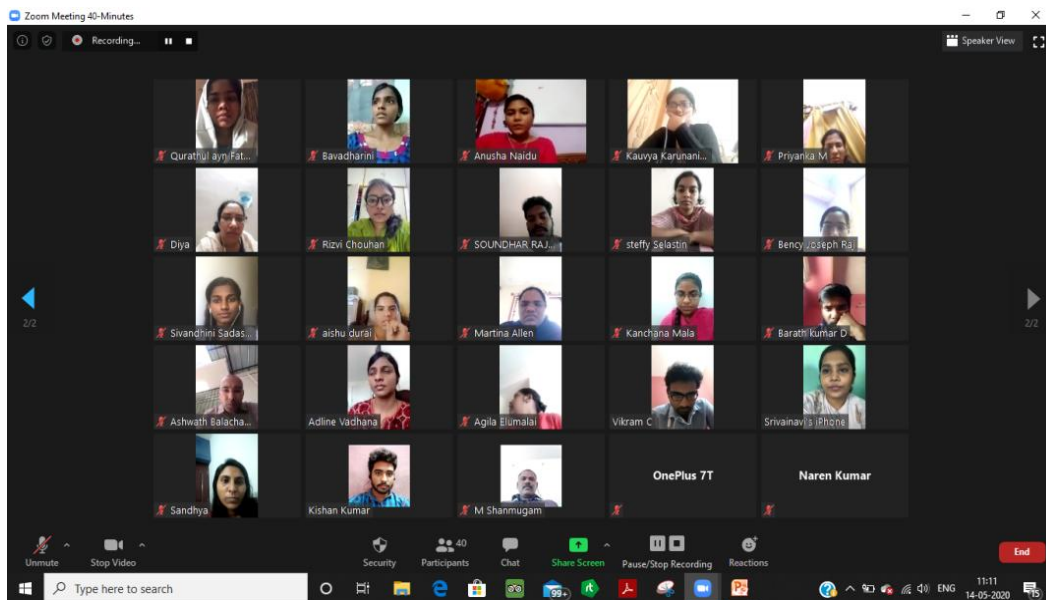 Zoom Meeting 40-Minutes
Recording...
Speaker View
Qurathul ayn Fat...
Bavadharini
Anusha Naidu
Kauvya Karunani...
Priyanka M
Diya
Rizvi Chouhan
SOUNDHAR RAJ...
steffy Selastin
Bency Joseph Raj
Sivandhini Sadas...
aishu durai
Martina Allen
Kanchana Mala
Barath kumar D
2/2
2/2
Ashwath Balacha...
Adline Vadhana
Agila Elumalai
Vikram C
Srivainavi's iPhone
Sandhya
Kishan Kumar
M Shanmugam
OnePlus 7T
Naren Kumar
Unmute
Stop Video
Security
Participants
40
Chat
Share Screen
Pause/Stop Recording
Reactions
End
Type here to search
99+
rt
ENG
11:11
14-05-2020
15